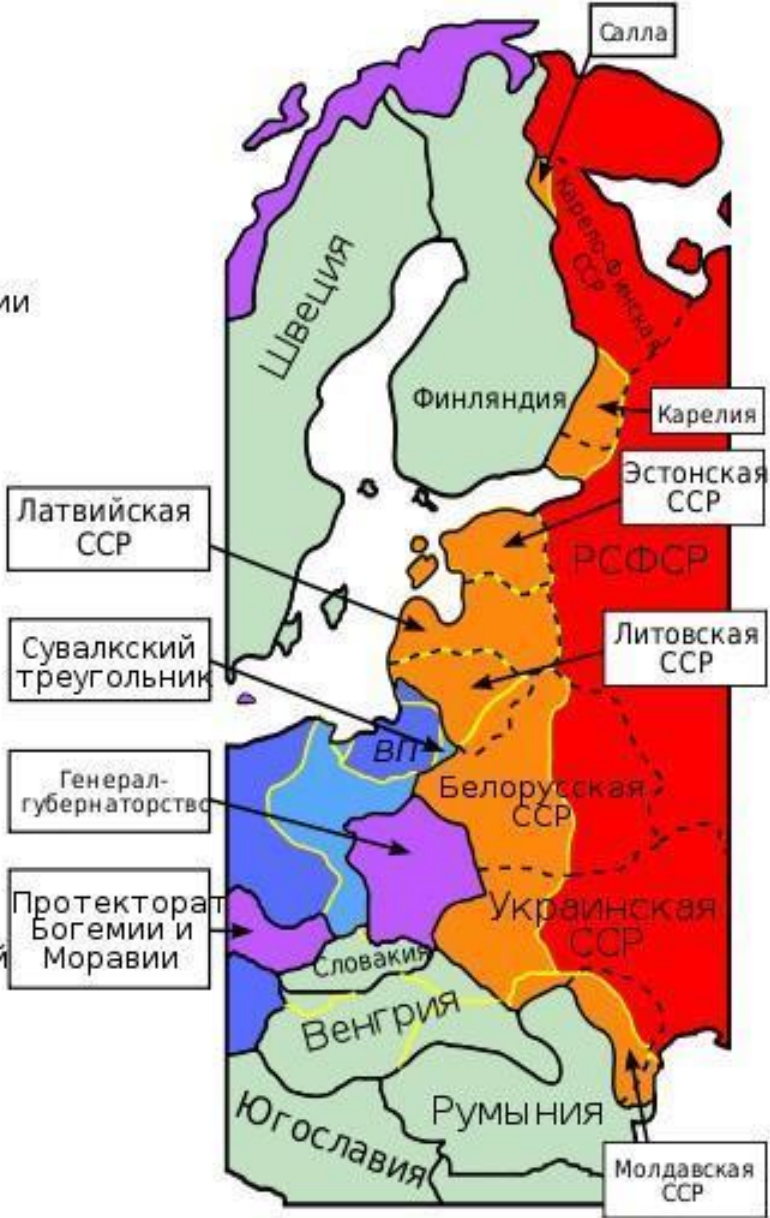 Салла
Карело-Финская
ССР
ии
Швеция
Финляндия
Карелия
Эстонская
ССР
Латвийская
ССР
РСФСР
Литовская
ССР
Сувалкский
треугольник
ВП
Генерал-
губернаторство
Белорусская
ССР
Протекторат
Богемии и
Моравии
й
Украинская
ССР
Словакия
Венгрия
Югославия
Румыния
Молдавская
ССР